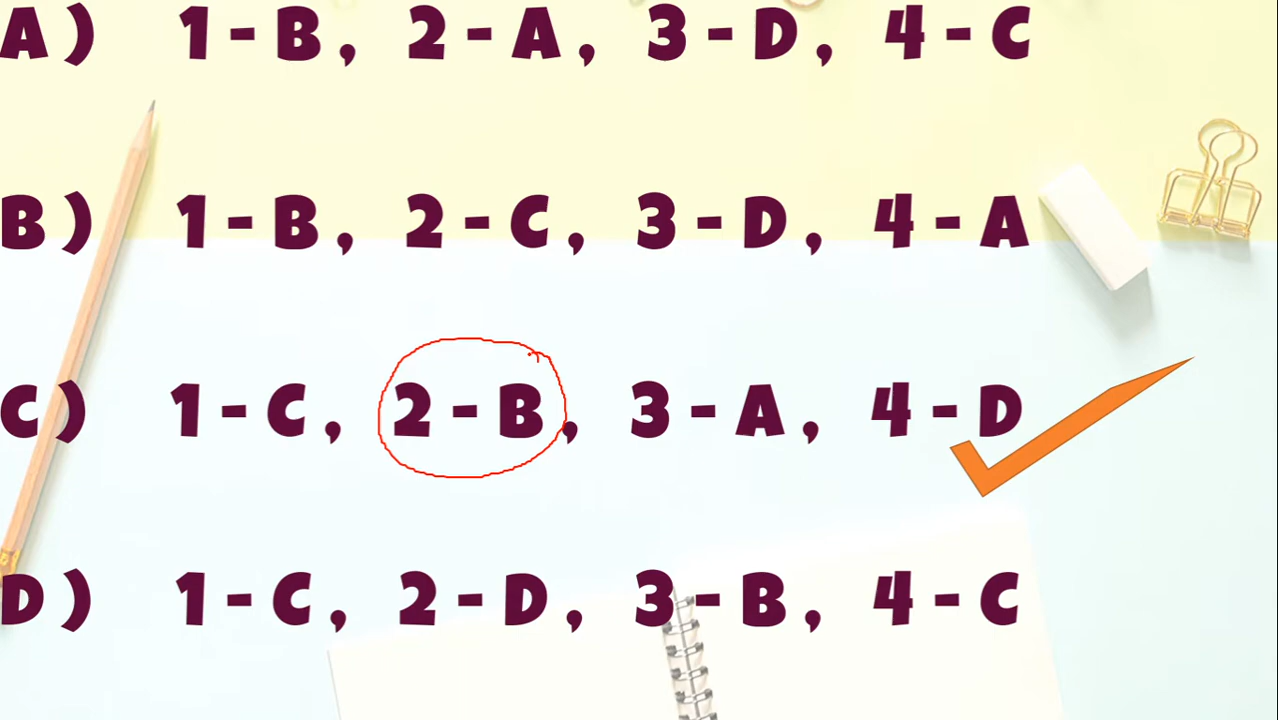 A) 1-B, 2-A, 3-D, 4-C
B) 1-B, 2-C, 3-D, 4-A
C) 1-C, 2-B, 3-A, 4-D
D) 1-C, 2-D, 3-B, 4-C